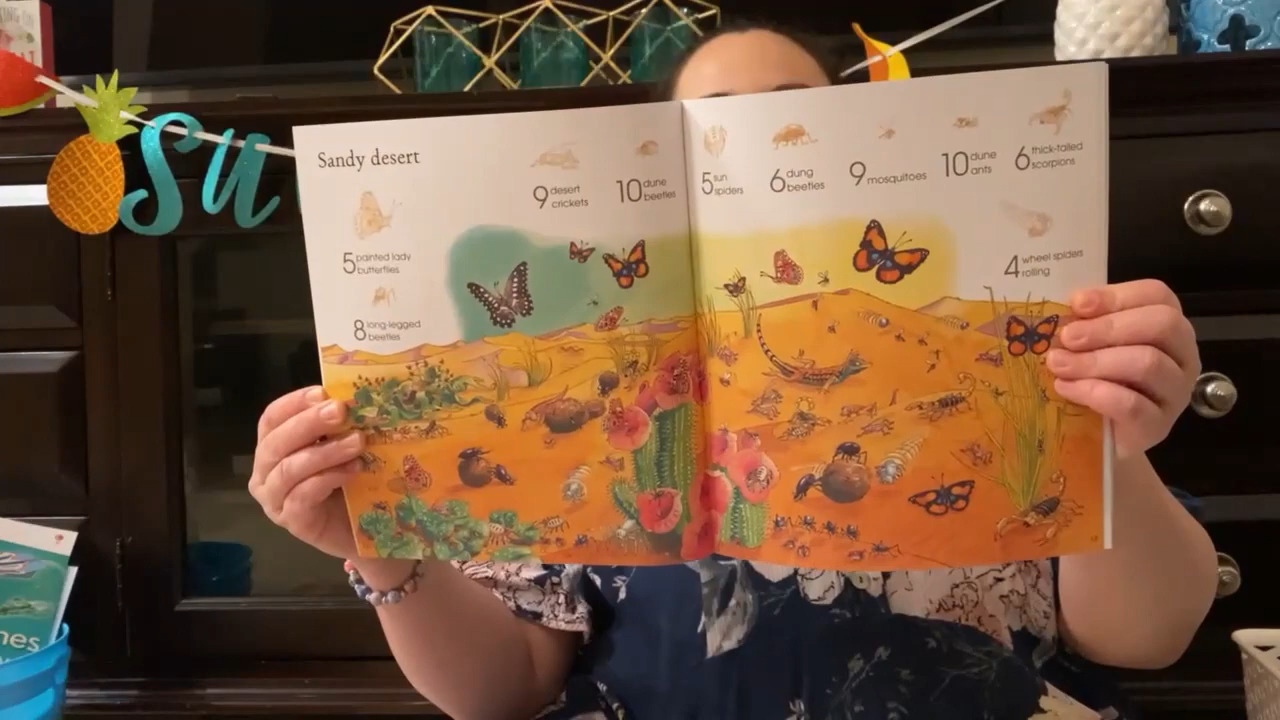 Su
Sandy desert
5 painted lady
butterflies
8 long-legged
beetles
9 desert
crickets
10 dune
beetles
5 sun
spiders
6 dung
beetles
9 mosquitoes
10 dune
ants
6 thick-tailed
scorpions
4 wheel spiders
rolling